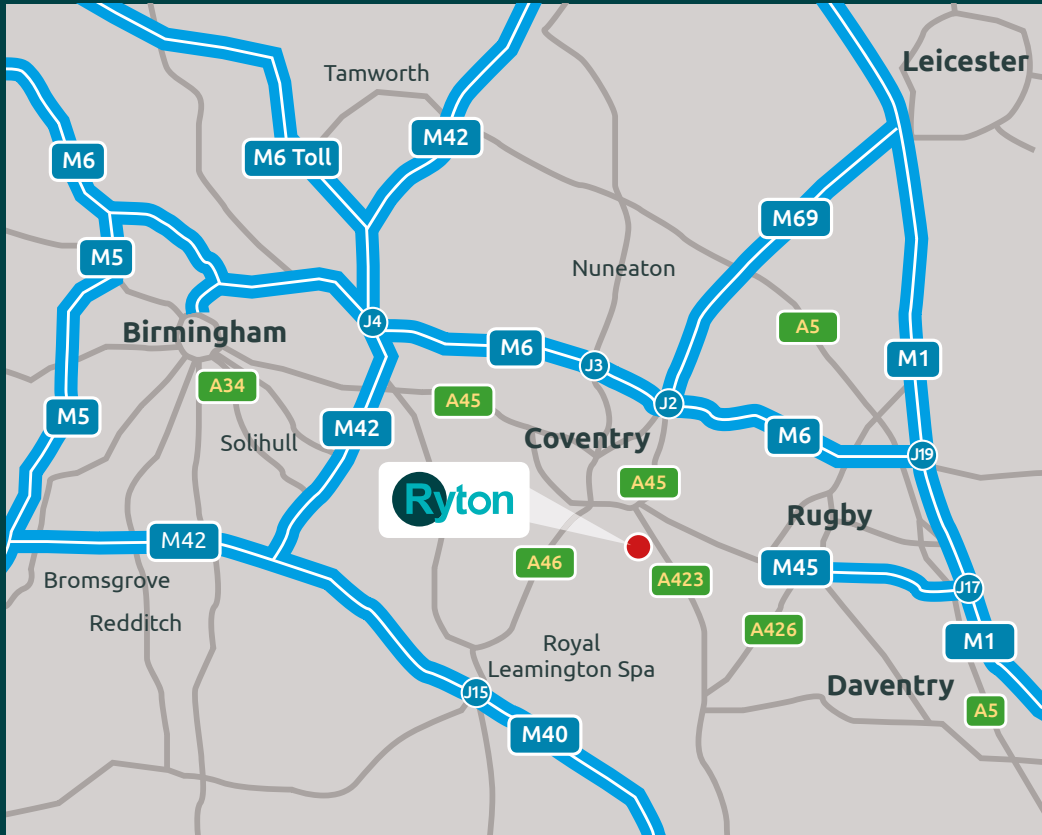 Leicester
Tamworth
M42
M6 Toll
M6
M69
M5
Nuneaton
J4
Birmingham
A5
M6
J3
M1
A34
A45
J2
M5
M42
Solihull
Coventry
M6
J19
A45
Ryton
Rugby
M42
A46
M45
A423
Bromsgrove
J17
Redditch
A426
M1
Royal
Leamington Spa
J15
Daventry
A5
M40